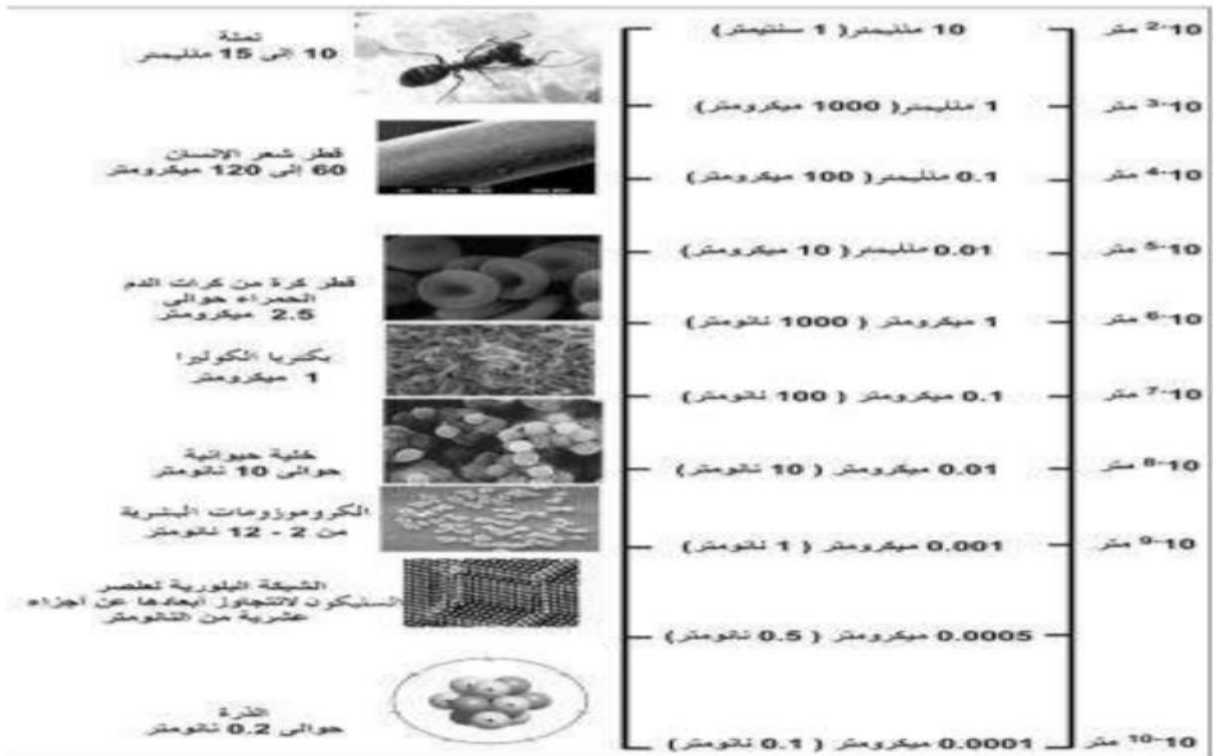 10⁻² متر
10 ملليمتر( 1 سنتيمتر)
نملة
10 إلى 15 ملليمتر
10⁻³ متر
1 ملليمتر( 1000 ميكرومتر)
قطر شعر الإنسان
60 إلى 120 ميكرومتر
10⁻⁴ متر
0.1 ملليمتر( 100 ميكرومتر)
10⁻⁵ متر
0.01 ملليمتر( 10 ميكرومتر)
قطر كرة من كرات الدم
الحمراء حوالى
2.5 ميكرومتر
10⁻⁶ متر
1 ميكرومتر ( 1000 نانومتر)
بكتريا الكوليرا
1 ميكرومتر
10⁻⁷ متر
0.1 ميكرومتر ( 100 نانومتر)
خلية حيوانية
حوالى 10 نانومتر
10⁻⁸ متر
0.01 ميكرومتر ( 10 نانومتر)
الكروموزومات البشرية
من 2 - 12 نانومتر
10⁻⁹ متر
0.001 ميكرومتر ( 1 نانومتر)
الشبكة البلورية لعنصر
السليكون لاتتجاوز أبعادها عن أجزاء
عشرية من النانومتر
0.0005 ميكرومتر ( 0.5 نانومتر)
الذرة
حوالى 0.2 نانومتر
10⁻¹⁰ متر
0.0001 ميكرومتر ( 0.1 نانومتر)